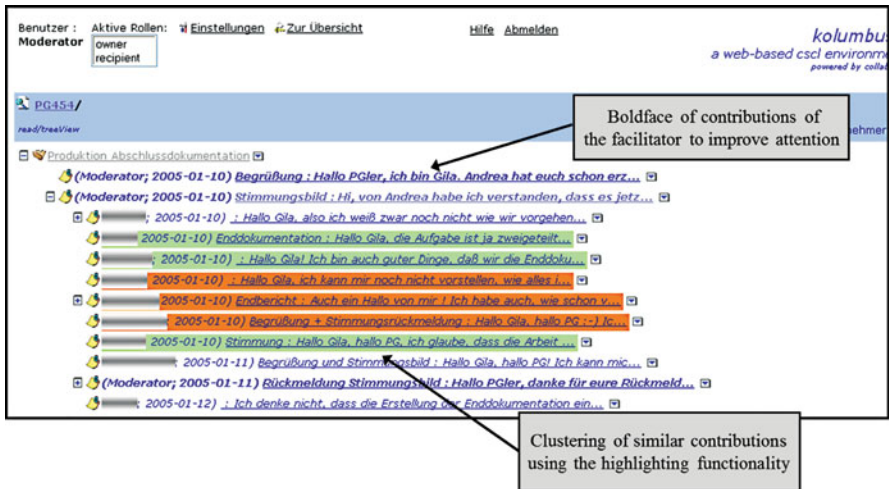 Benutzer : Aktive Rollen: Einstellungen Zur Übersicht Hilfe Abmelden
Moderator owner
recipient
kolumbu
a web-based cscl environm
powered by collab
PG454/
read/treeView
Boldface of contributions of
the facilitator to improve attention
Produktion Abschlussdokumentation
(Moderator; 2005-01-10) Begrüßung : Hallo PGler, ich bin Gila. Andrea hat euch schon erz...
(Moderator; 2005-01-10) Stimmungsbild : Hi, von Andrea habe ich verstanden, dass es jetz...
; 2005-01-10) : Hallo Gila, also ich weiß zwar noch nicht wie wir vorgehen...
2005-01-10) Enddokumentation : Hallo Gila, die Aufgabe ist ja zweigeteilt...
; 2005-01-10) : Hallo Gila! Ich bin auch guter Dinge, daß wir die Enddoku...
2005-01-10) : Hallo Gila, ich kann mir noch nicht vorstellen, wie alles i...
2005-01-10) Endbericht : Auch ein Hallo von mir ! Ich habe auch, wie schon v...
; 2005-01-10) Begrüßung + Stimmungsrückmeldung : Hallo Gila, hallo PG :-) Ic...
2005-01-10) Stimmung : Hallo Gila, hallo PG, ich glaube, dass die Arbeit ...
; 2005-01-11) Begrüßung und Stimmungsbild : Hallo Gila, hallo PG! Ich kann mic...
(Moderator; 2005-01-11) Rückmeldung Stimmungsbild : Hallo PGler, danke für eure Rückmeld...
; 2005-01-12) : Ich denke nicht, dass die Erstellung der Enddokumentation ein...
Clustering of similar contributions
using the highlighting functionality